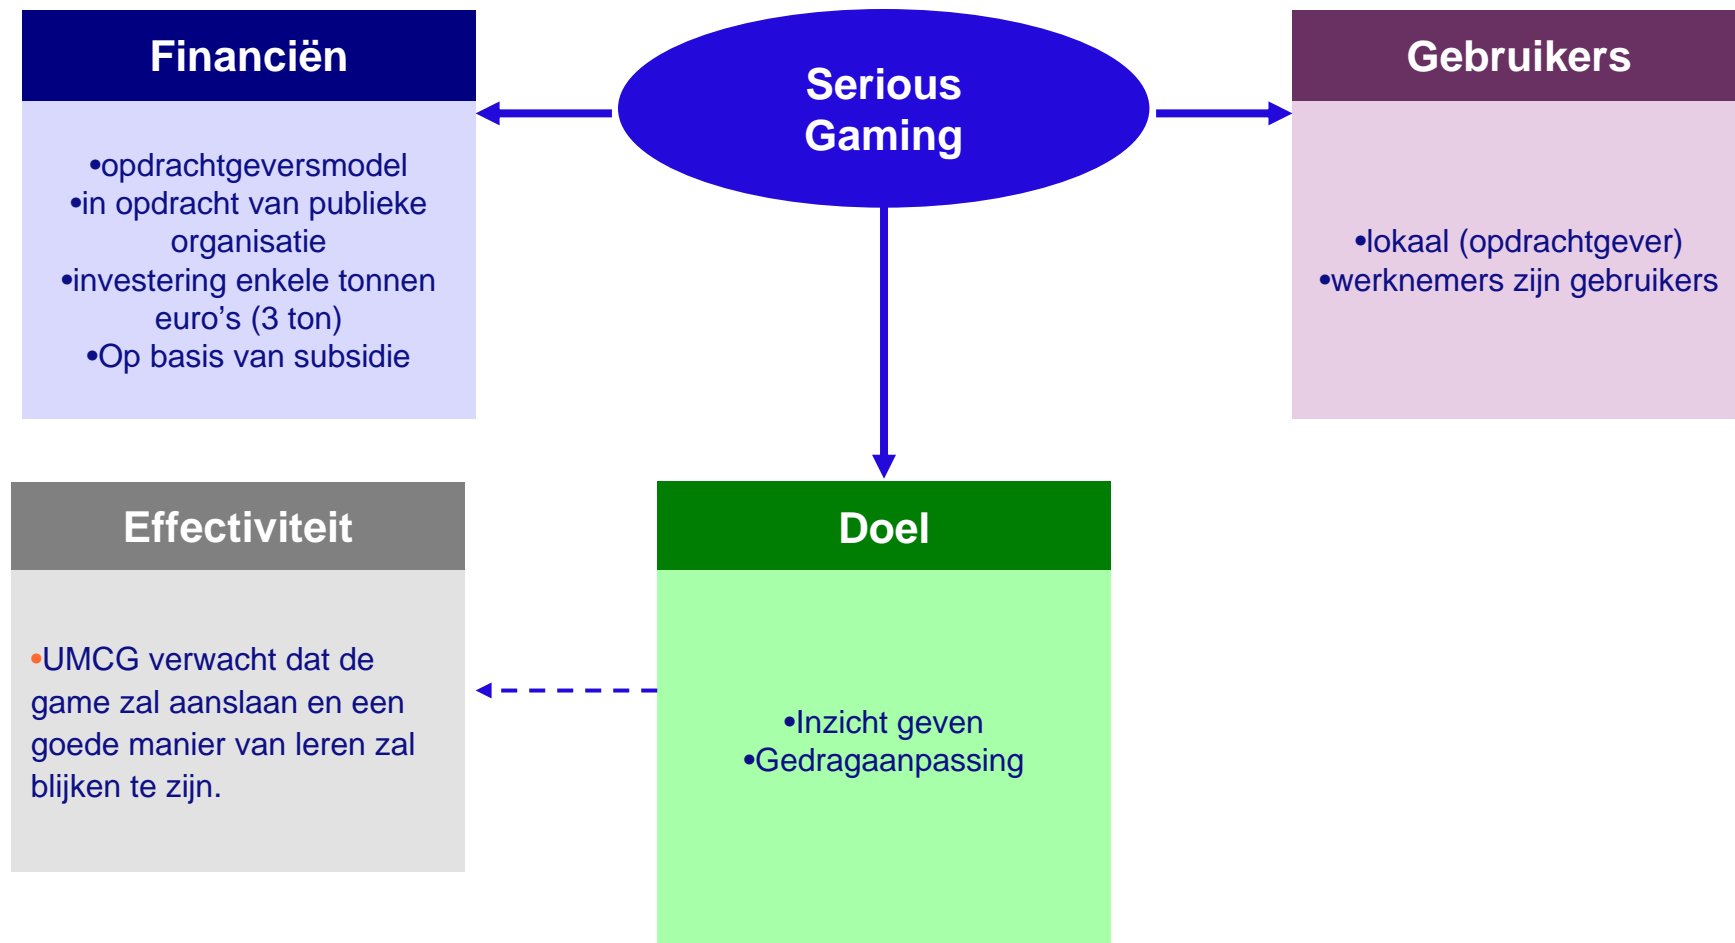 Financiën
•opdrachtgeversmodel
•in opdracht van publieke
organisatie
•investering enkele tonnen
euro’s (3 ton)
•Op basis van subsidie
Serious
Gaming
Gebruikers
•lokaal (opdrachtgever)
•werknemers zijn gebruikers
Effectiviteit
•UMCG verwacht dat de
game zal aanslaan en een
goede manier van leren zal
blijken te zijn.
Doel
•Inzicht geven
•Gedragaanpassing